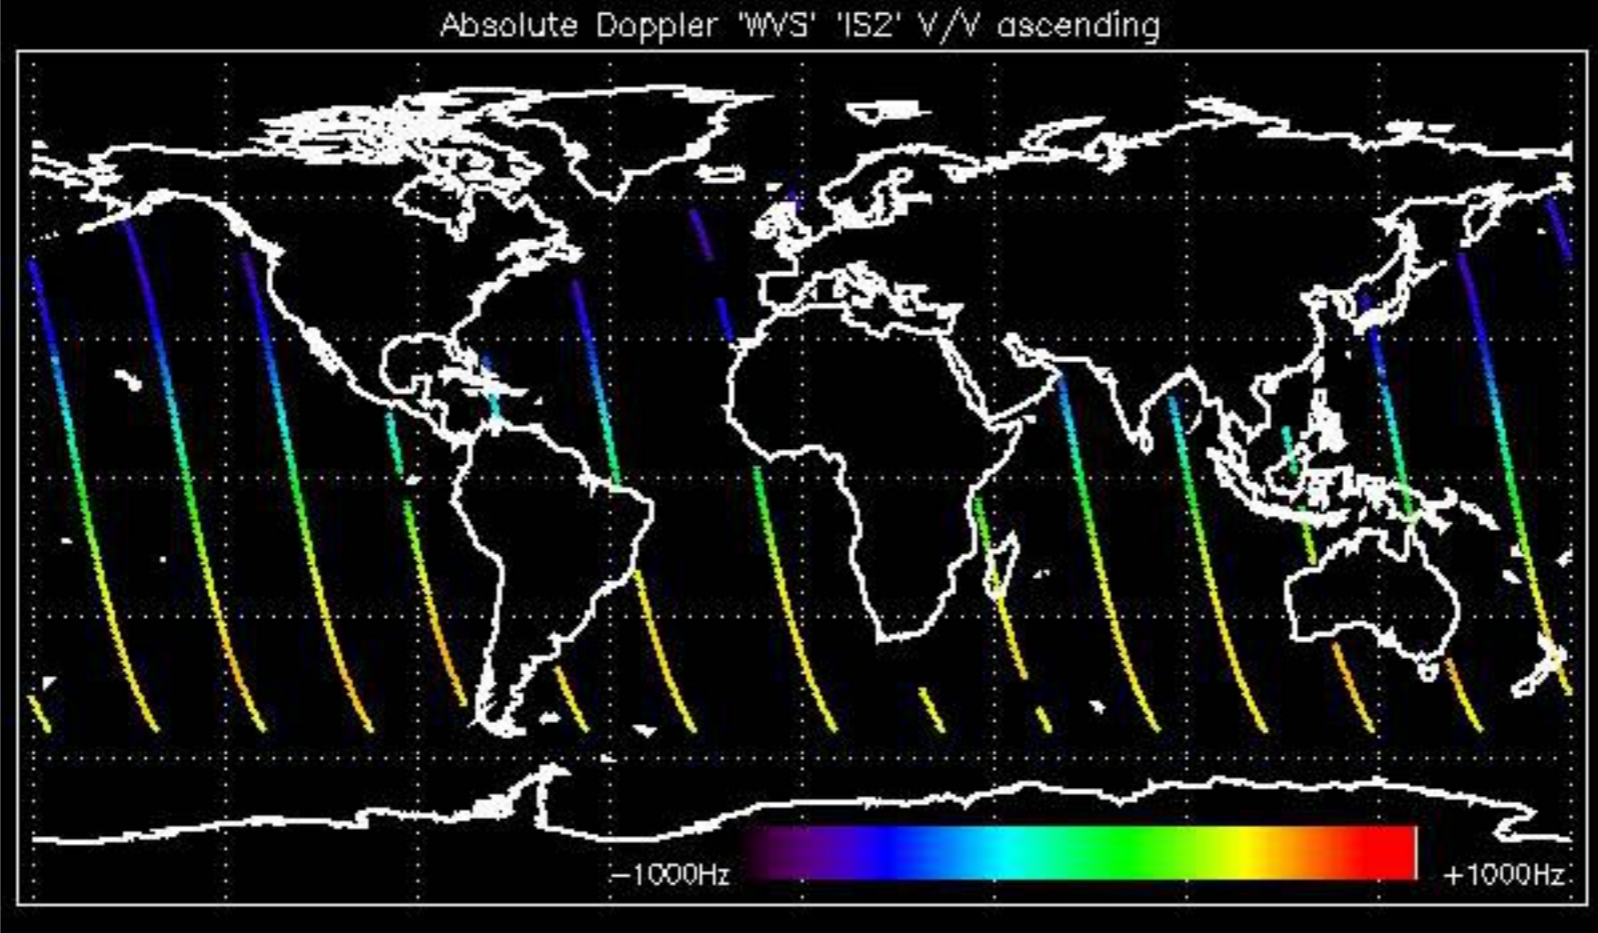 Absolute Doppler 'WVS' 'IS2' V/V ascending
-1000Hz +1000Hz